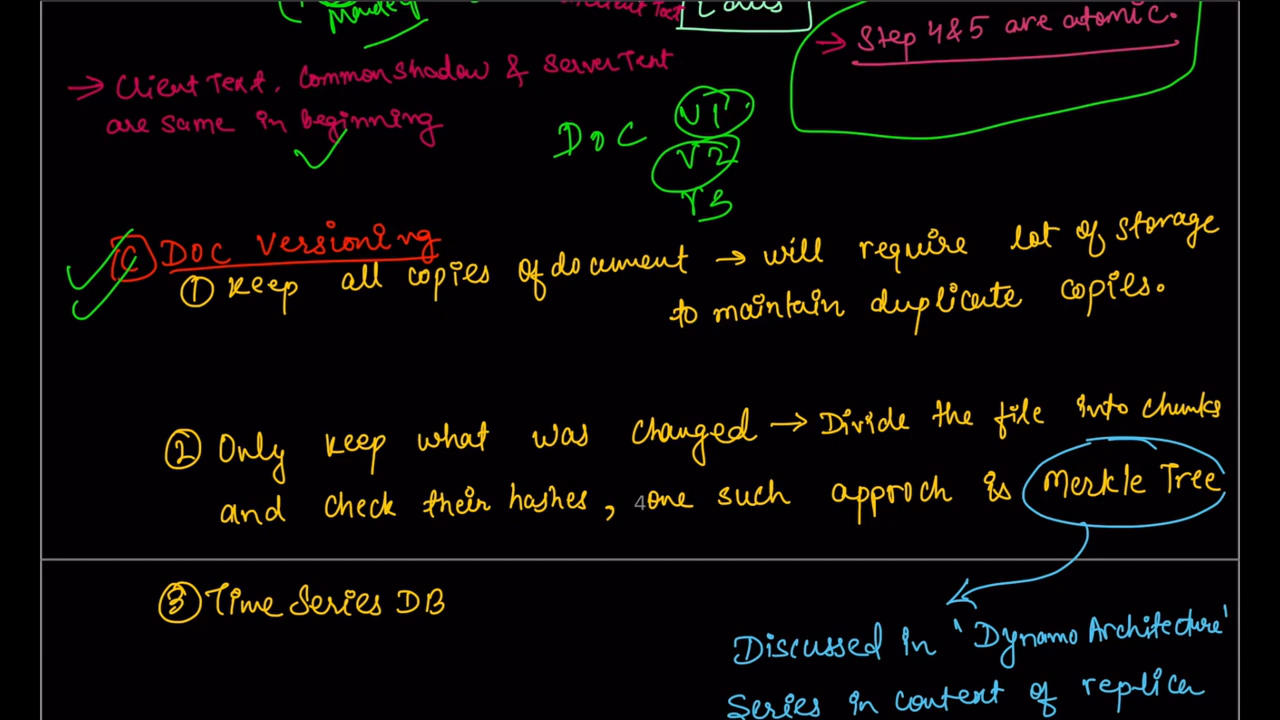 Monday
→ Step 4&5 are atomic.
→ Client Text, Common Shadow & Server Text
are same in beginning
DOC V1
V2
V3
(C) Doc Versioning
① Keep all copies of document → will require lot of storage
to maintain duplicate copies.
② Only keep what was changed → Divide the file into chunks
and check their hashes, one such approch is Merkle Tree
4
③ Time Series DB
Discussed in 'Dynamo Architecture'
Series in content of replica